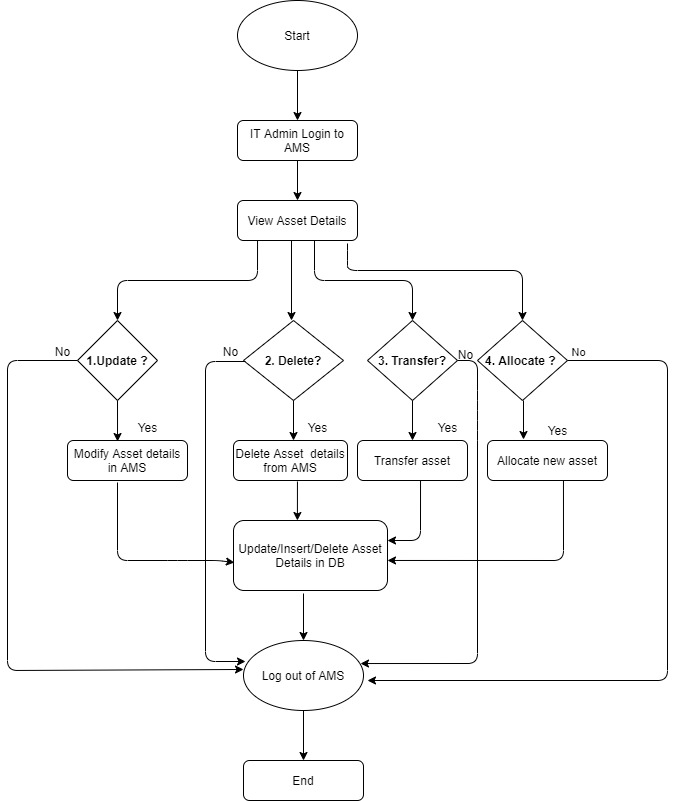 Start
IT Admin Login to
AMS
View Asset Details
No
1.Update ?
No
2. Delete?
3. Transfer?
No
4. Allocate ?
No
Yes
Yes
Yes
Yes
Modify Asset details
in AMS
Delete Asset  details
from AMS
Transfer asset
Allocate new asset
Update/Insert/Delete Asset
Details in DB
Log out of AMS
End